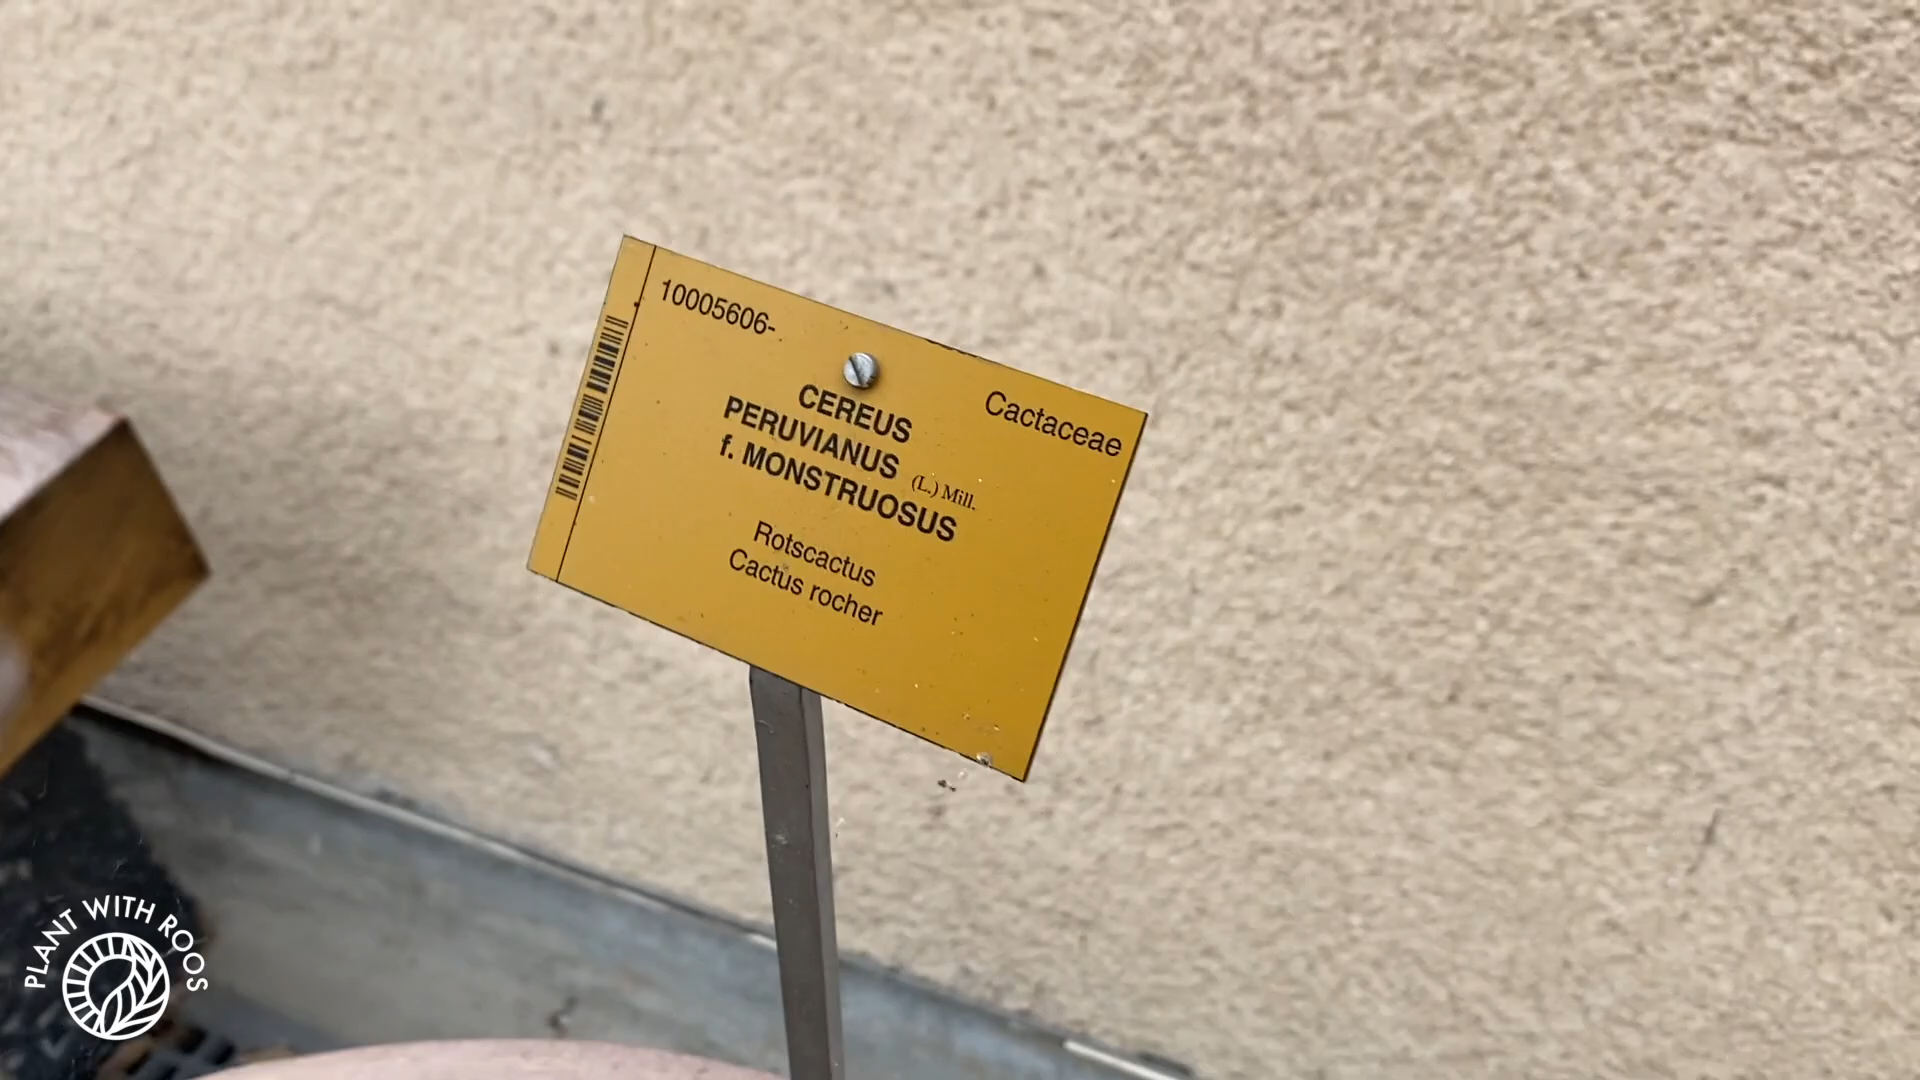 10005606-
Cactaceae
CEREUS
PERUVIANUS (L.) Mill.
f. MONSTRUOSUS
Rotscactus
Cactus rocher
PLANT WITH ROOS